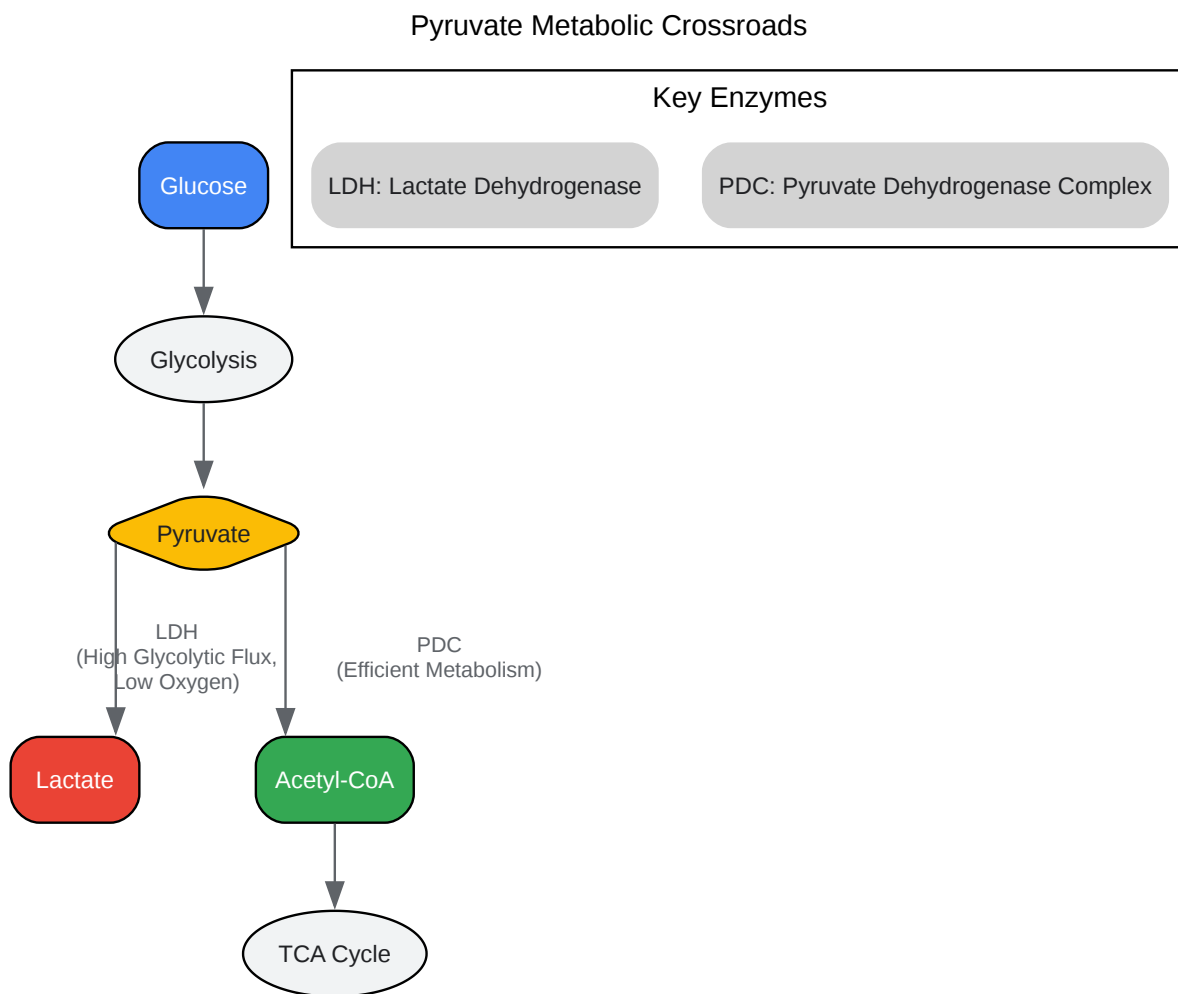 Pyruvate Metabolic Crossroads
Key Enzymes
LDH: Lactate Dehydrogenase
PDC: Pyruvate Dehydrogenase Complex
Glucose
Glycolysis
Pyruvate
LDH
(High Glycolytic Flux,
Low Oxygen)
PDC
(Efficient Metabolism)
Lactate
Acetyl-CoA
TCA Cycle